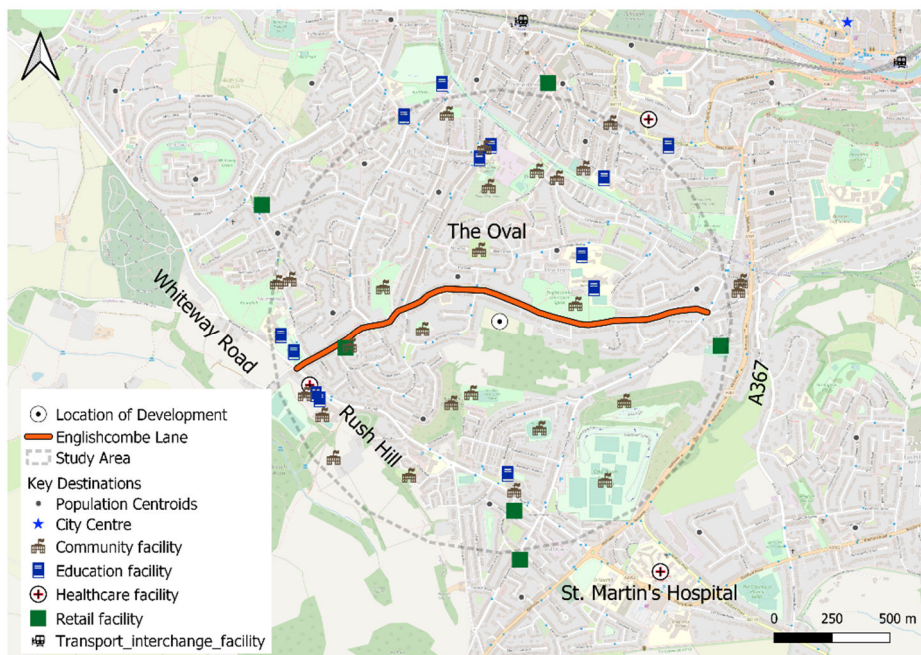 The Oval
Whiteway Road
Rush Hill
A367
St. Martin's Hospital
Location of Development
Englishcombe Lane
Study Area
Key Destinations
Population Centroids
City Centre
Community facility
Education facility
Healthcare facility
Retail facility
Transport_interchange_facility
0 250 500 m